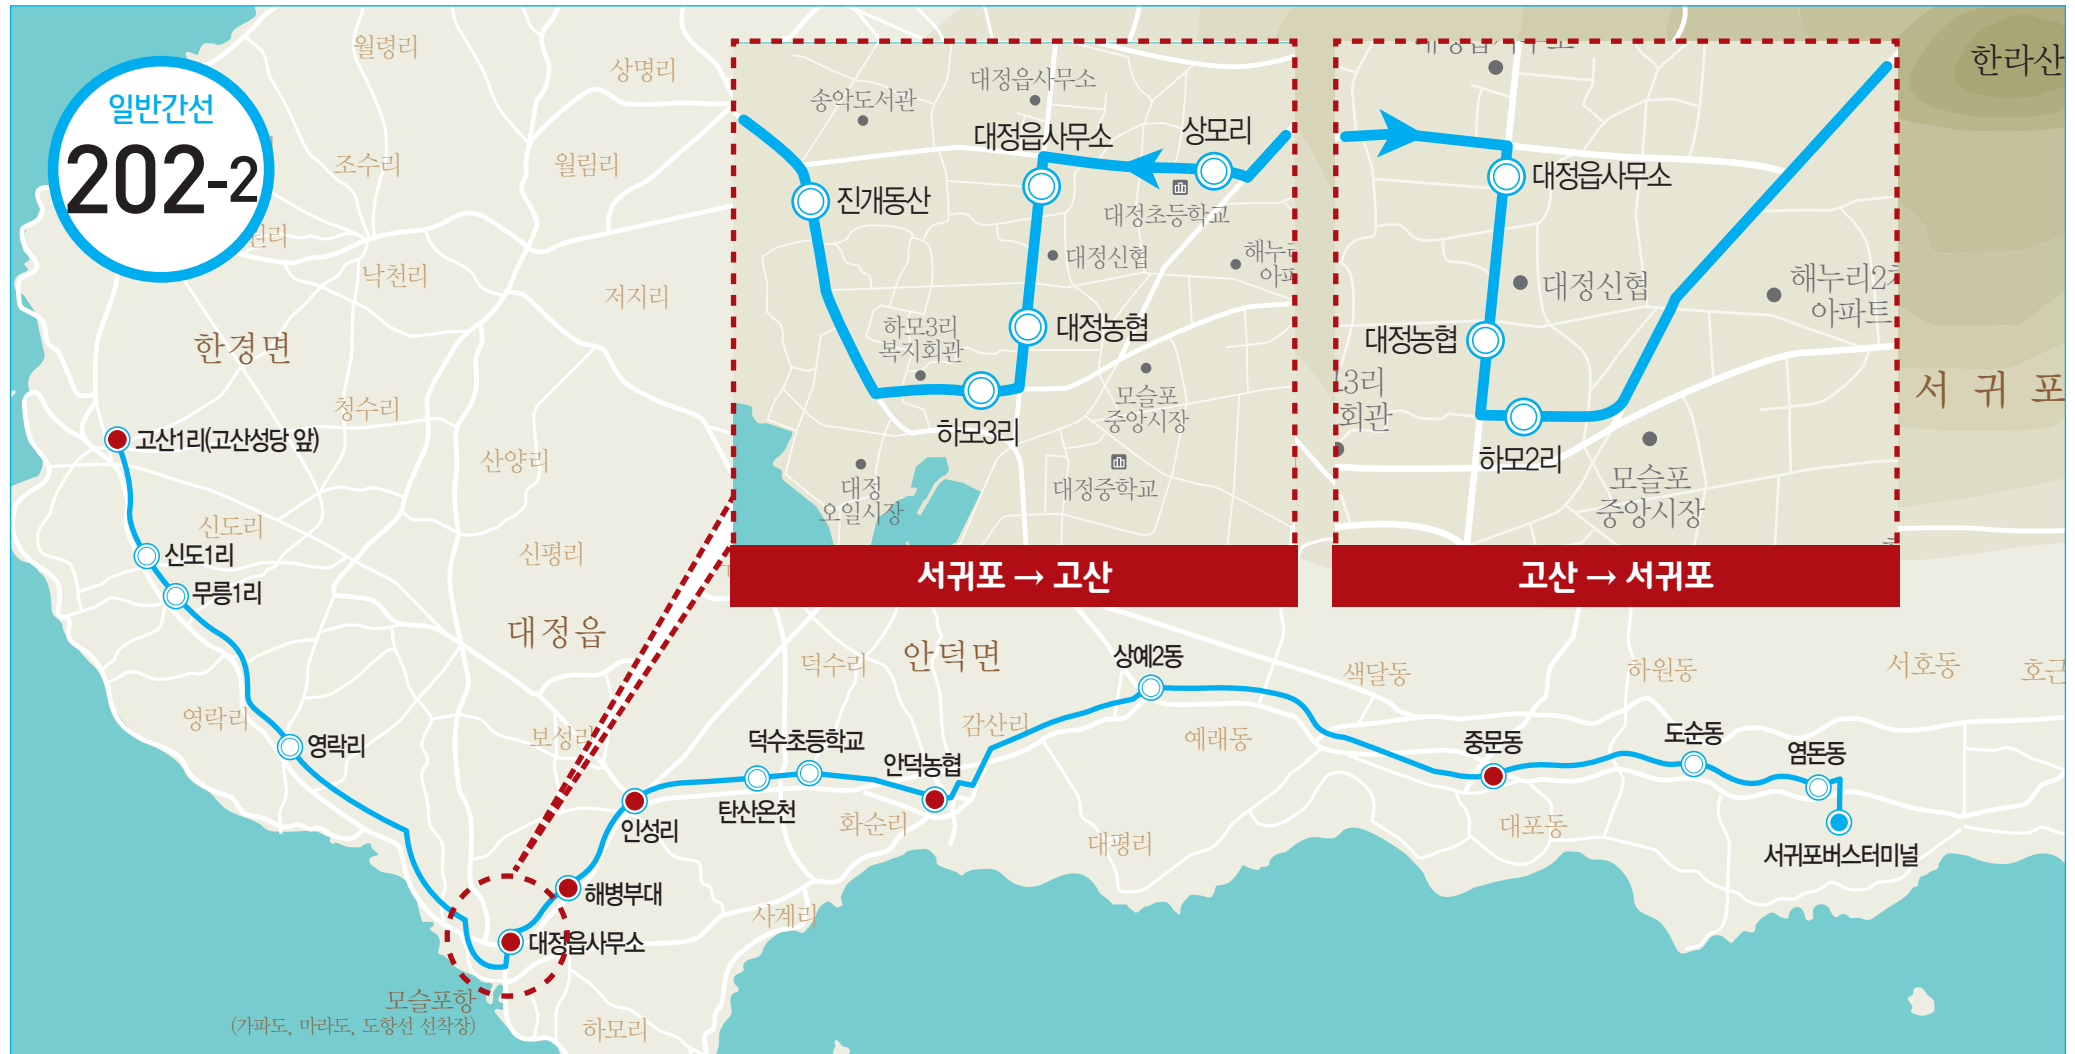 일반간선
202-2
월령리
상명리
조수리
월림리
낙천리
저지리
한경면
청수리
고산1리(고산성당 앞)
산양리
신도리
신도1리
신평리
무릉1리
대정읍
영락리
영락리
보성리
인성리
해병부대
대정읍사무소
모슬포항
(가파도, 마라도, 도항선 선착장)
하모리
사계리
송악도서관
대정읍사무소
대정읍사무소
상모리
진개동산
대정초등학교
대정신협
하모3리
복지회관
대정농협
하모3리
모슬포
중앙시장
대정
오일시장
대정중학교
서귀포 → 고산
대정읍사무소
대정신협
해누리2
아파트
대정농협
3리
회관
하모2리
모슬포
중앙시장
고산 → 서귀포
한라산
서 귀 포
덕수리
안덕면
상예2동
색달동
하원동
서호동
호근
덕수초등학교
탄산온천
안덕농협
감산리
예래동
화순리
대평리
중문동
도순동
염돈동
대포동
서귀포버스터미널